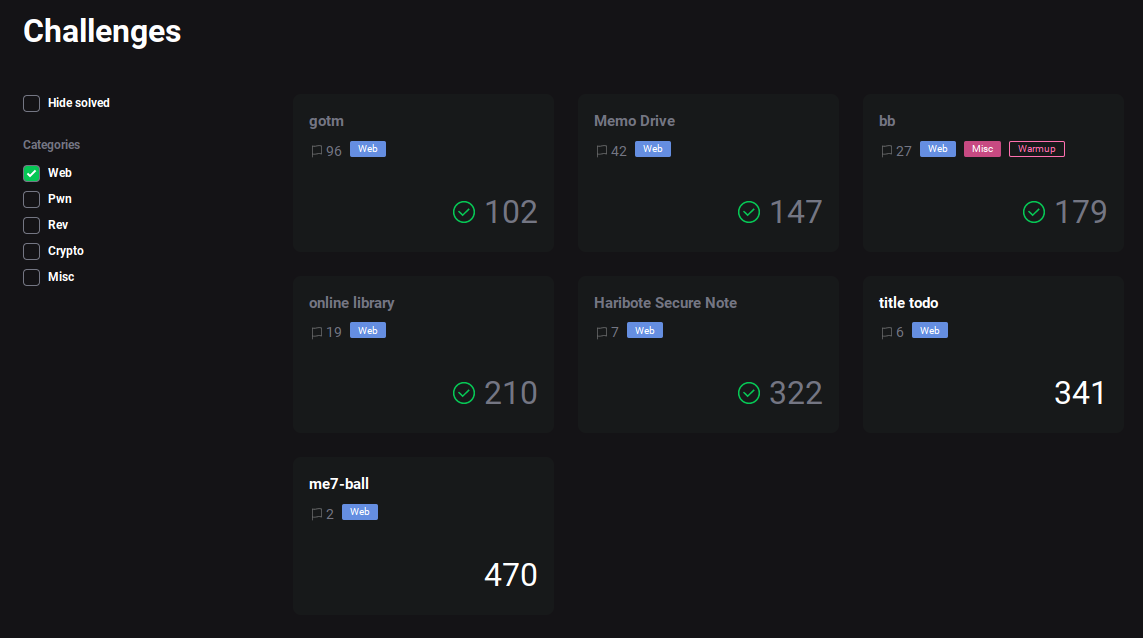 Challenges
Hide solved
Categories
Web
Pwn
Rev
Crypto
Misc
gotm
96 Web
102
Memo Drive
42 Web
147
bb
27 Web Misc Warmup
179
online library
19 Web
210
Haribote Secure Note
7 Web
322
title todo
6 Web
341
me7-ball
2 Web
470